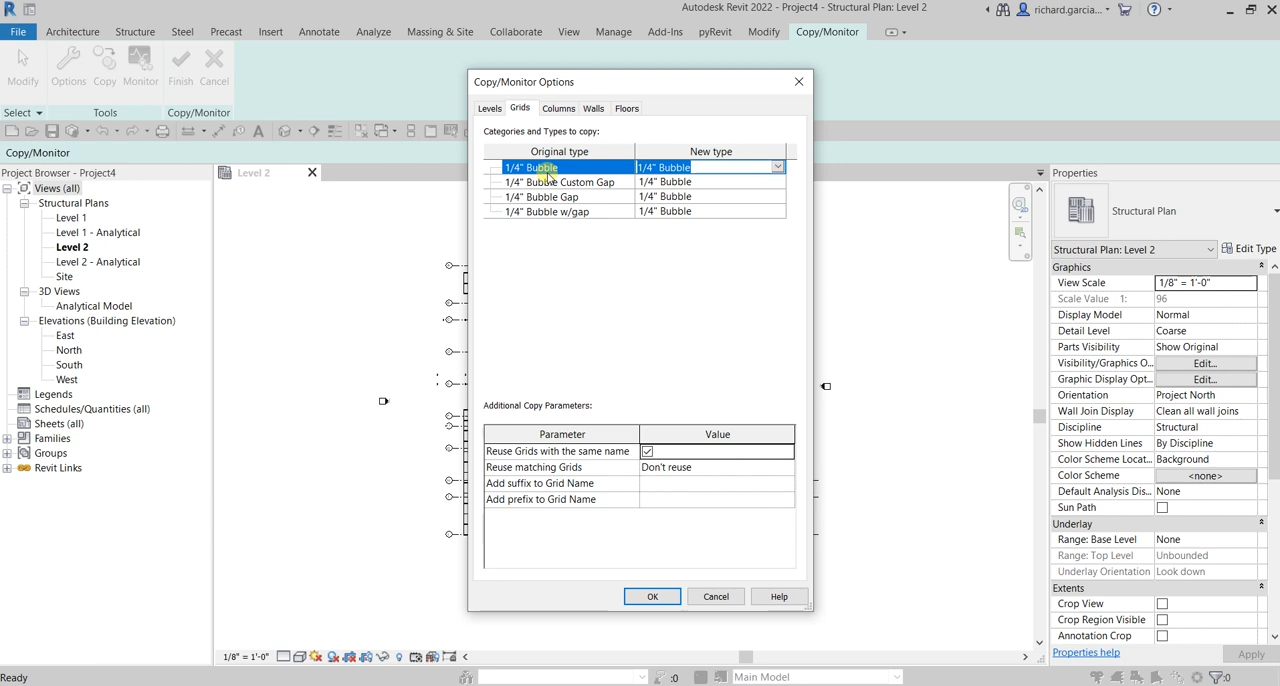 Autodesk Revit 2022 - Project4 - Structural Plan: Level 2
richard.garcia...
File Architecture Structure Steel Precast Insert Annotate Analyze Massing & Site Collaborate View Manage Add-Ins pyRevit Modify Copy/Monitor
Modify Options Copy Monitor Finish Cancel
Select Tools Copy/Monitor
Copy/Monitor
Project Browser - Project4
Views (all)
Structural Plans
Level 1
Level 1 - Analytical
Level 2
Level 2 - Analytical
Site
3D Views
Analytical Model
Elevations (Building Elevation)
East
North
South
West
Legends
Schedules/Quantities (all)
Sheets (all)
Families
Groups
Revit Links
Level 2
Copy/Monitor Options
Levels Grids Columns Walls Floors
Categories and Types to copy:
Original type New type
1/4" Bubble 1/4" Bubble
1/4" Bubble Custom Gap 1/4" Bubble
1/4" Bubble Gap 1/4" Bubble
1/4" Bubble w/gap 1/4" Bubble
Additional Copy Parameters:
Parameter Value
Reuse Grids with the same name
Reuse matching Grids Don't reuse
Add suffix to Grid Name
Add prefix to Grid Name
OK Cancel Help
Properties
Structural Plan
Structural Plan: Level 2 Edit Type
Graphics
View Scale 1/8" = 1'-0"
Scale Value 1: 96
Display Model Normal
Detail Level Coarse
Parts Visibility Show Original
Visibility/Graphics O... Edit...
Graphic Display Opt... Edit...
Orientation Project North
Wall Join Display Clean all wall joins
Discipline Structural
Show Hidden Lines By Discipline
Color Scheme Locat... Background
Color Scheme <none>
Default Analysis Dis... None
Sun Path
Underlay
Range: Base Level None
Range: Top Level Unbounded
Underlay Orientation Look down
Extents
Crop View
Crop Region Visible
Annotation Crop
Properties help Apply
1/8" = 1'-0"
Ready :0 Main Model :0